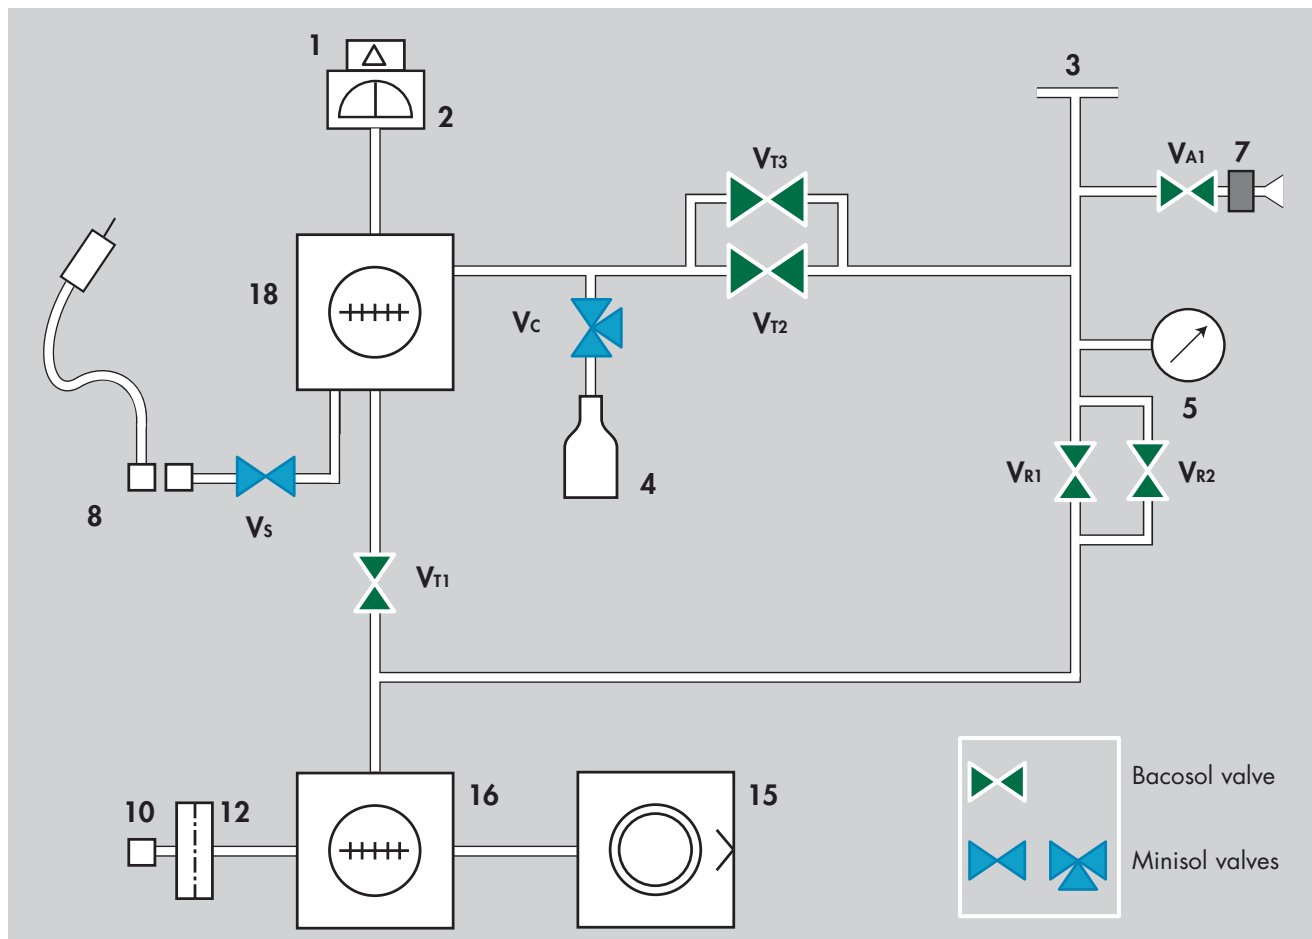 1
3
2
VT3
VA1 7
18
VC
VT2
5
VR1
VR2
4
8
VS
VT1
Bacosol valve
10 12
16
15
Minisol valves